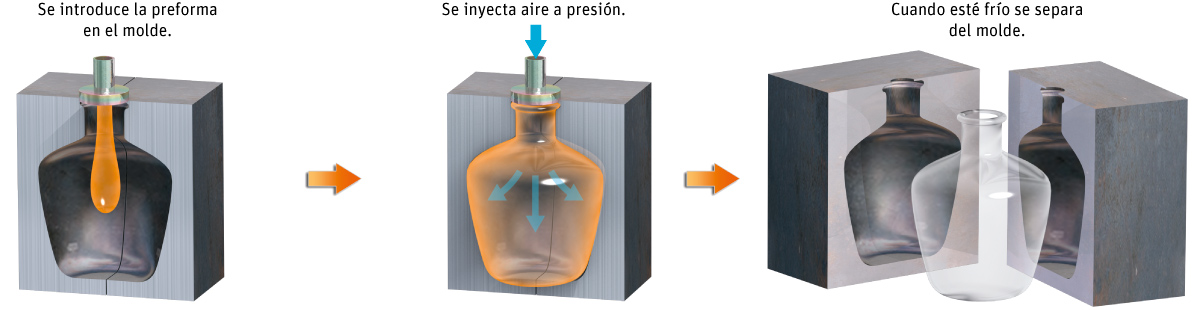 Se introduce la preforma
en el molde.
Se inyecta aire a presión.
Cuando esté frío se separa
del molde.